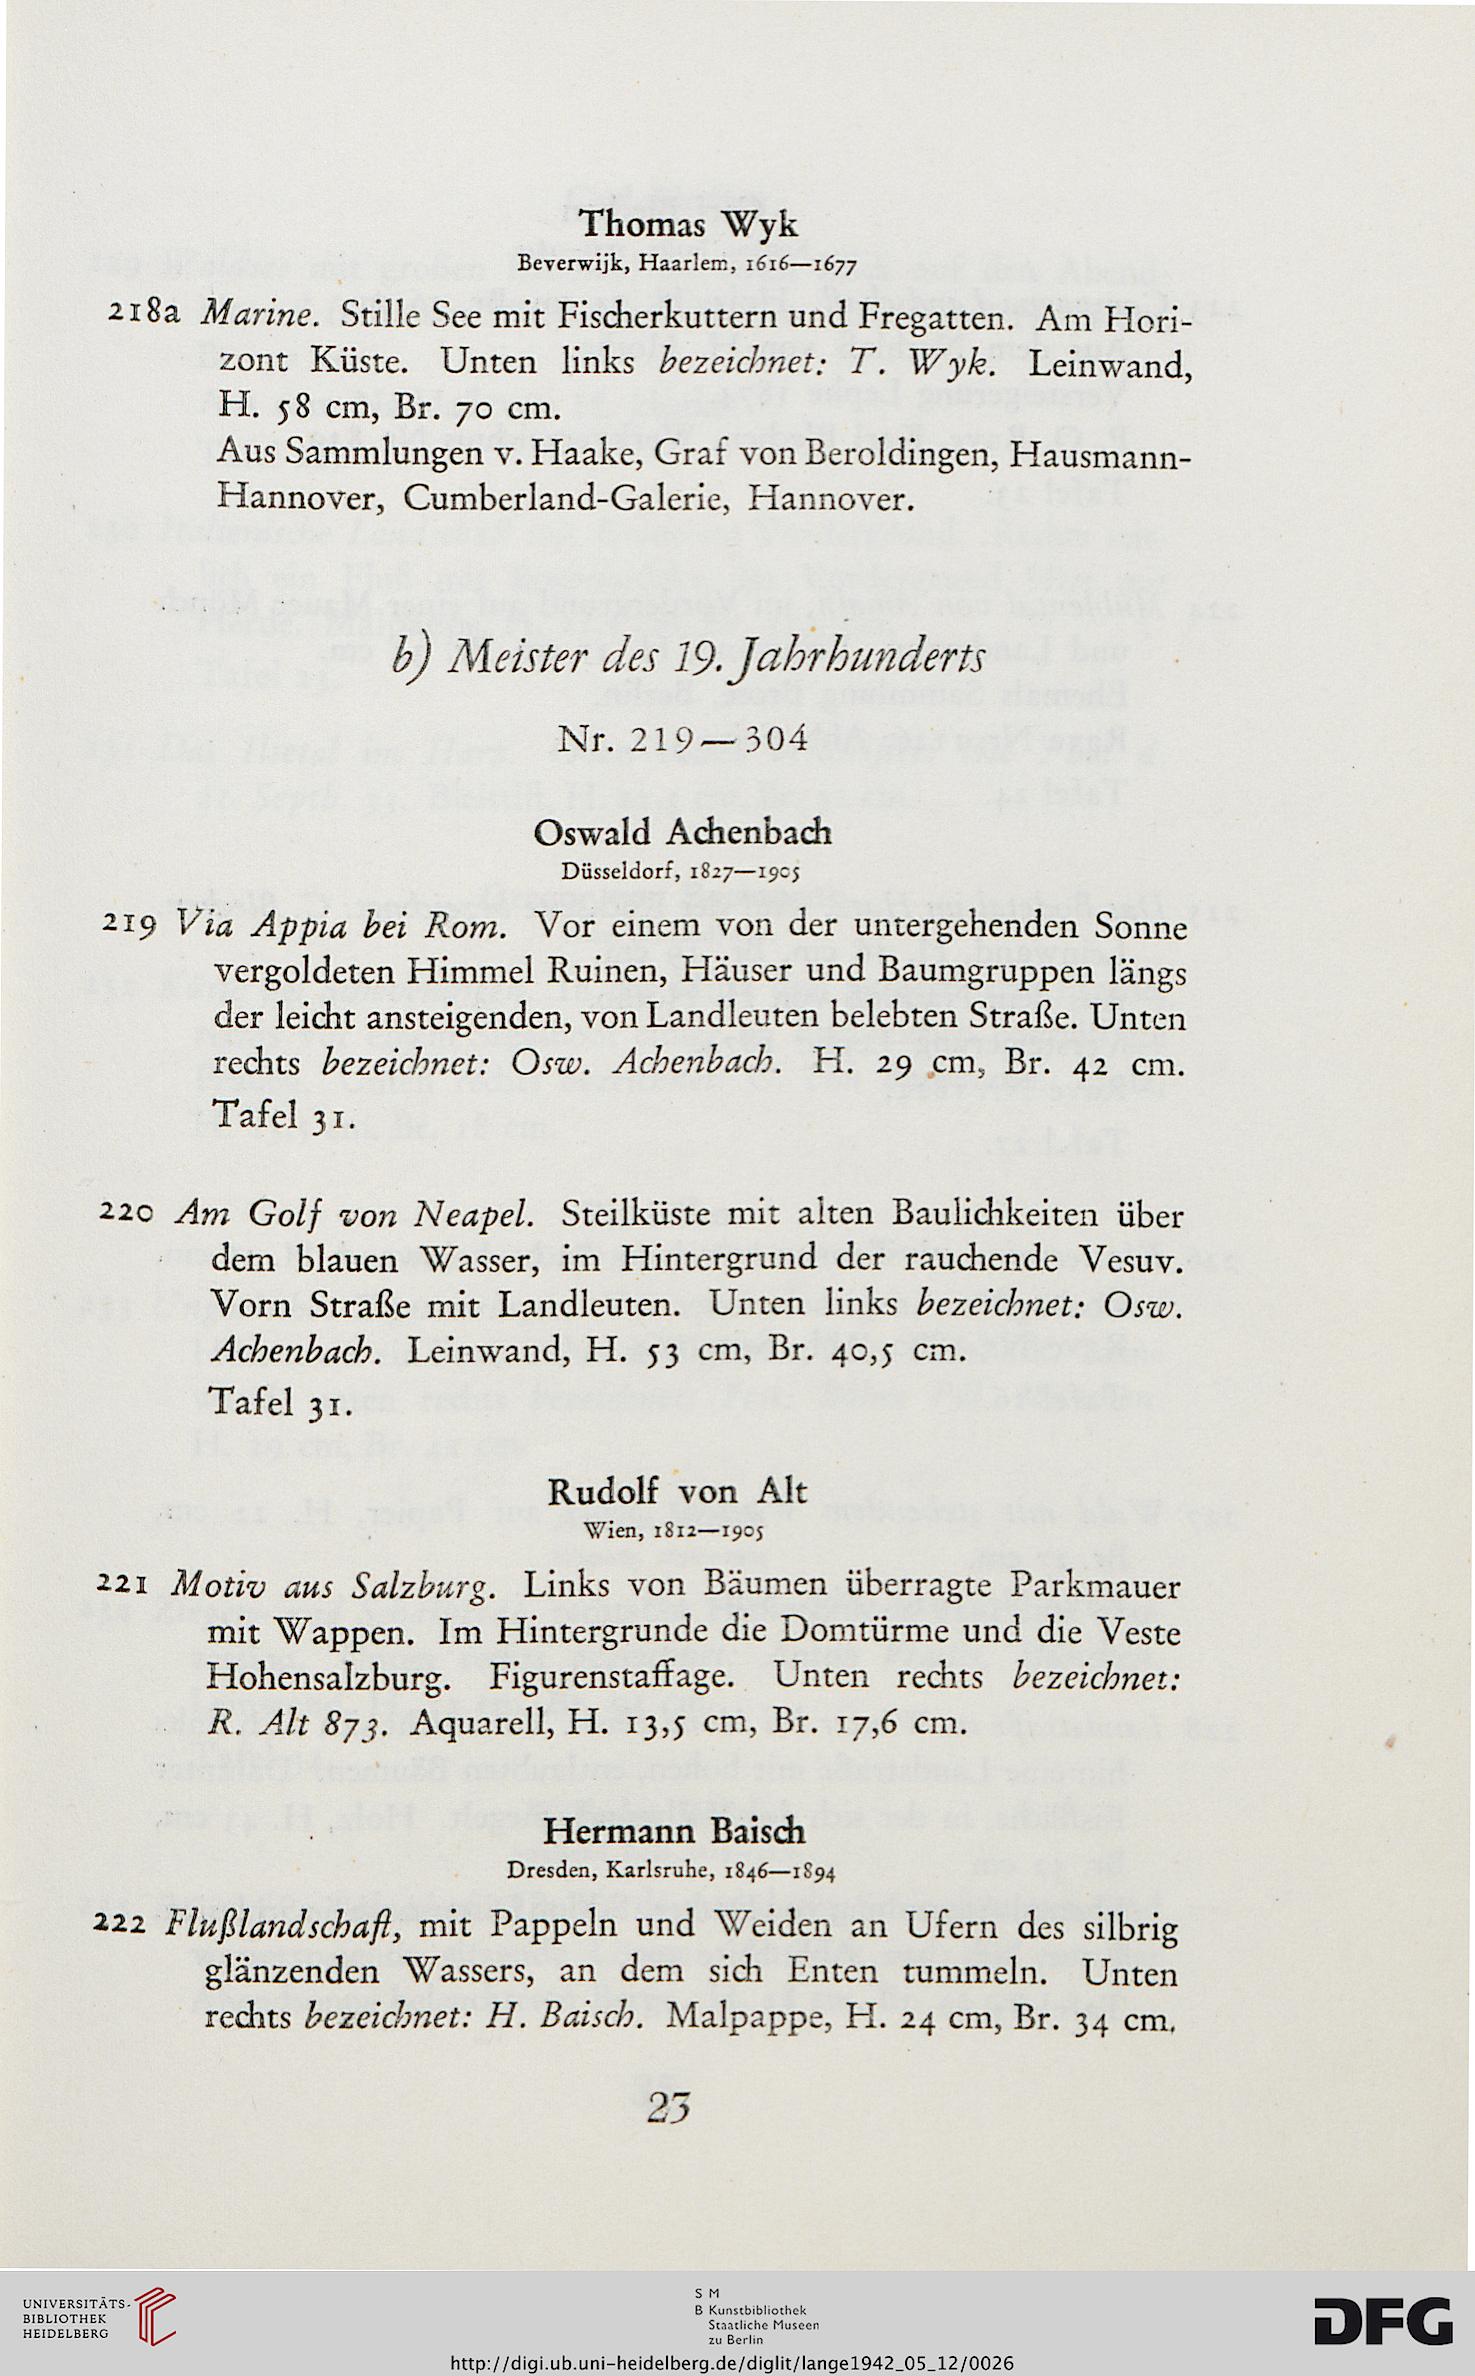 Thomas Wyk
Beverwijk, Haarlem, 1616—1677
218a Marine. Stille See mit Fischerkuttern und Fregatten. Am Hori-
zont Küste. Unten links bezeichnet: T. Wyk. Leinwand,
H. 58 cm, Br. 70 cm.
Aus Sammlungen v. Haake, Graf von Beroldingen, Hausmann-
Hannover, Cumberland-Galerie, Hannover.
b) Meister des 19. Jahrhunderts
Nr. 219—304
Oswald Achenbach
Düsseldorf, 1827—1905
219 Via Appia bei Rom. Vor einem von der untergehenden Sonne
vergoldeten Himmel Ruinen, Häuser und Baumgruppen längs
der leicht ansteigenden, von Landleuten belebten Straße. Unten
rechts bezeichnet: Osw. Achenbach. H. 29 cm, Br. 42 cm.
Tafel 31.
220 Am Golf von Neapel. Steilküste mit alten Baulichkeiten über
dem blauen Wasser, im Hintergrund der rauchende Vesuv.
Vorn Straße mit Landleuten. Unten links bezeichnet: Osw.
Achenbach. Leinwand, H. 53 cm, Br. 40,5 cm.
Tafel 31.
Rudolf von Alt
Wien, 1812—1905
221 Motiv aus Salzburg. Links von Bäumen überragte Parkmauer
mit Wappen. Im Hintergrunde die Domtürme und die Veste
Hohensalzburg. Figurenstaffage. Unten rechts bezeichnet:
R. Alt 873. Aquarell, H. 13,5 cm, Br. 17,6 cm.
Hermann Baisch
Dresden, Karlsruhe, 1846—1894
222 Flußlandschaft, mit Pappeln und Weiden an Ufern des silbrig
glänzenden Wassers, an dem sich Enten tummeln. Unten
rechts bezeichnet: H. Baisch. Malpappe, H. 24 cm, Br. 34 cm.
23
UNIVERSITÄTS-
BIBLIOTHEK
HEIDELBERG
S M
B Kunstbibliothek
Staatliche Museen
zu Berlin
DFG
http://digi.ub.uni-heidelberg.de/diglit/lange1942_05_12/0026